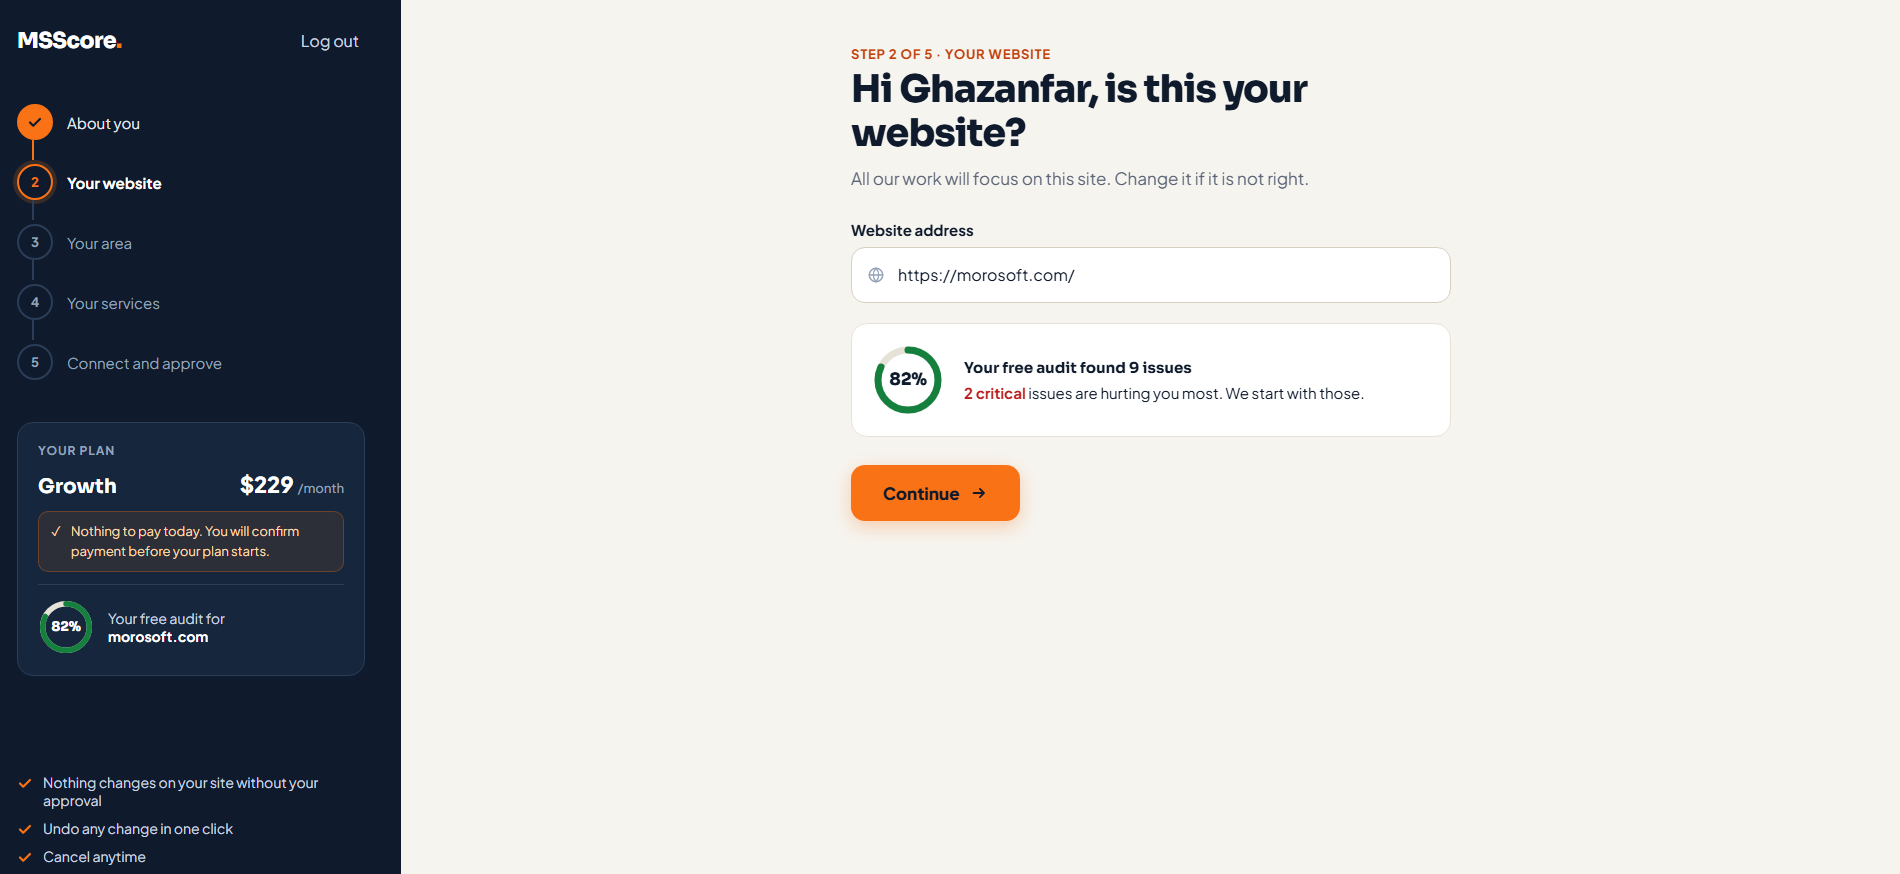 MSScore.
Log out
About you
2
Your website
3
Your area
4
Your services
5
Connect and approve
YOUR PLAN
Growth
$229 /month
✓ Nothing to pay today. You will confirm
payment before your plan starts.
82%
Your free audit for
morosoft.com
Nothing changes on your site without your
approval
Undo any change in one click
Cancel anytime
STEP 2 OF 5 · YOUR WEBSITE
Hi Ghazanfar, is this your
website?
All our work will focus on this site. Change it if it is not right.
Website address
https://morosoft.com/
82%
Your free audit found 9 issues
2 critical issues are hurting you most. We start with those.
Continue →